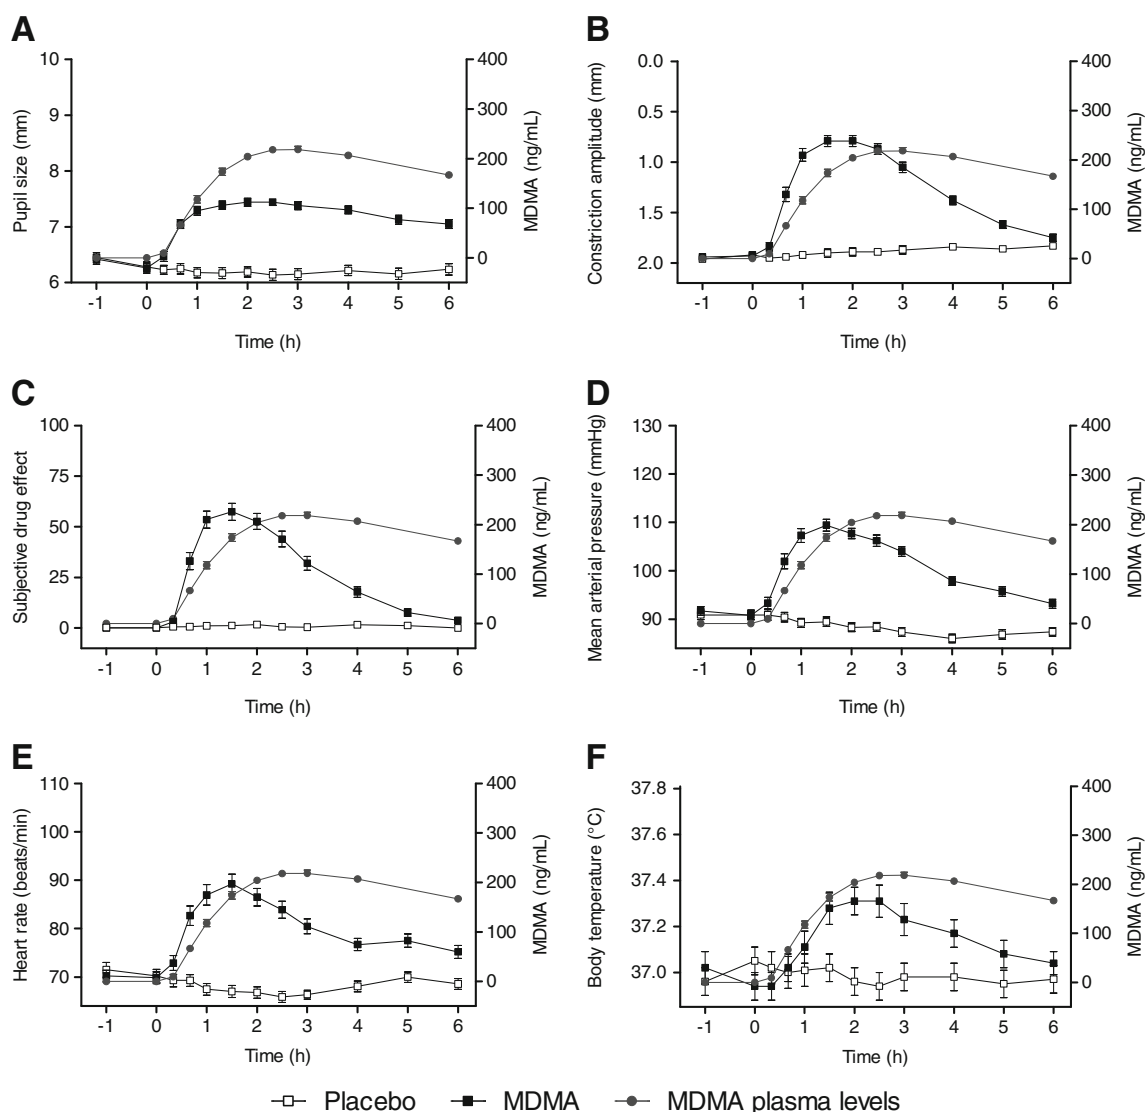 A
10
9
8
7
6
Pupil size (mm)
400
300
200
100
0
MDMA (ng/mL)
-1 0 1 2 3 4 5 6
Time (h)
B
0.0
0.5
1.0
1.5
2.0
Constriction amplitude (mm)
400
300
200
100
0
MDMA (ng/mL)
-1 0 1 2 3 4 5 6
Time (h)
C
100
75
50
25
0
Subjective drug effect
400
300
200
100
0
MDMA (ng/mL)
-1 0 1 2 3 4 5 6
Time (h)
D
130
120
110
100
90
Mean arterial pressure (mmHg)
400
300
200
100
0
MDMA (ng/mL)
-1 0 1 2 3 4 5 6
Time (h)
E
110
100
90
80
70
Heart rate (beats/min)
400
300
200
100
0
MDMA (ng/mL)
-1 0 1 2 3 4 5 6
Time (h)
F
37.8
37.6
37.4
37.2
37.0
Body temperature (°C)
400
300
200
100
0
MDMA (ng/mL)
-1 0 1 2 3 4 5 6
Time (h)
Placebo MDMA MDMA plasma levels